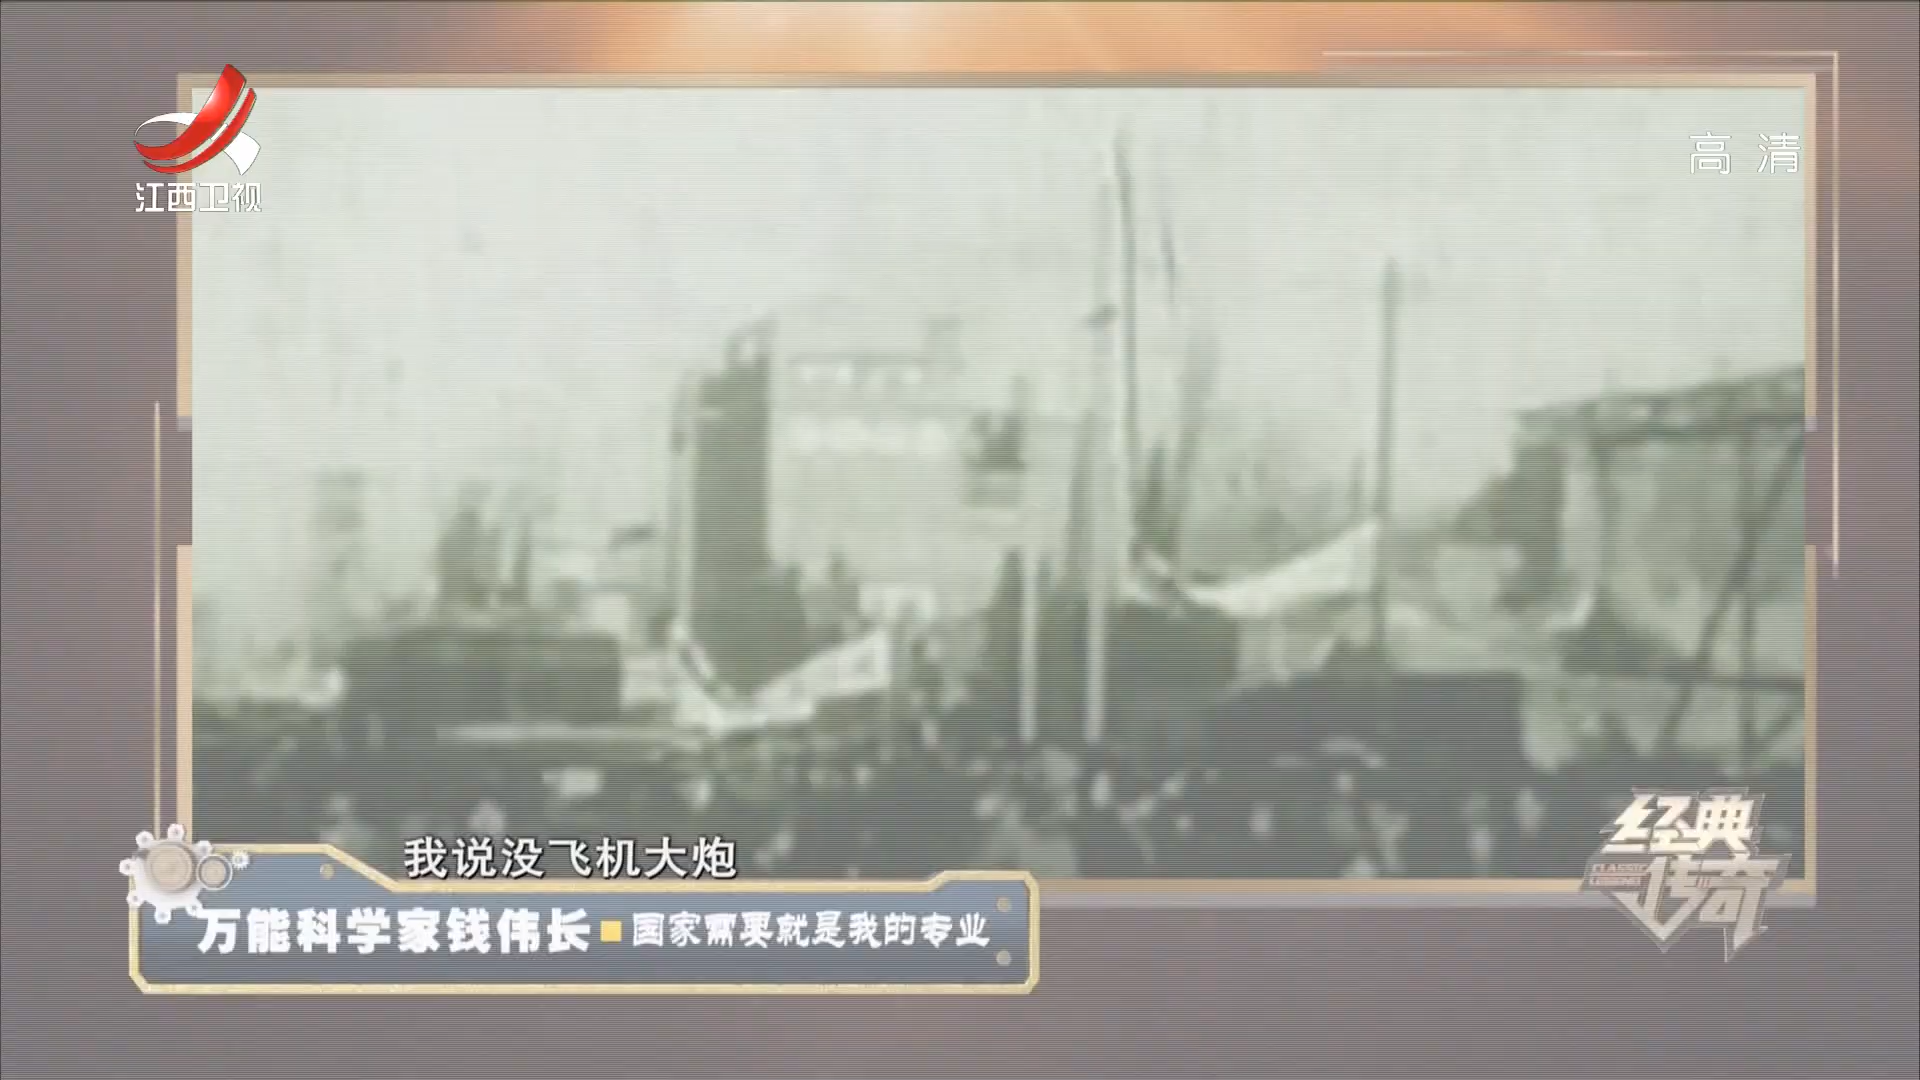 江西卫视
高清
经典传奇
CLASSIC
我说没飞机大炮
万能科学家钱伟长
国家需要就是我的专业